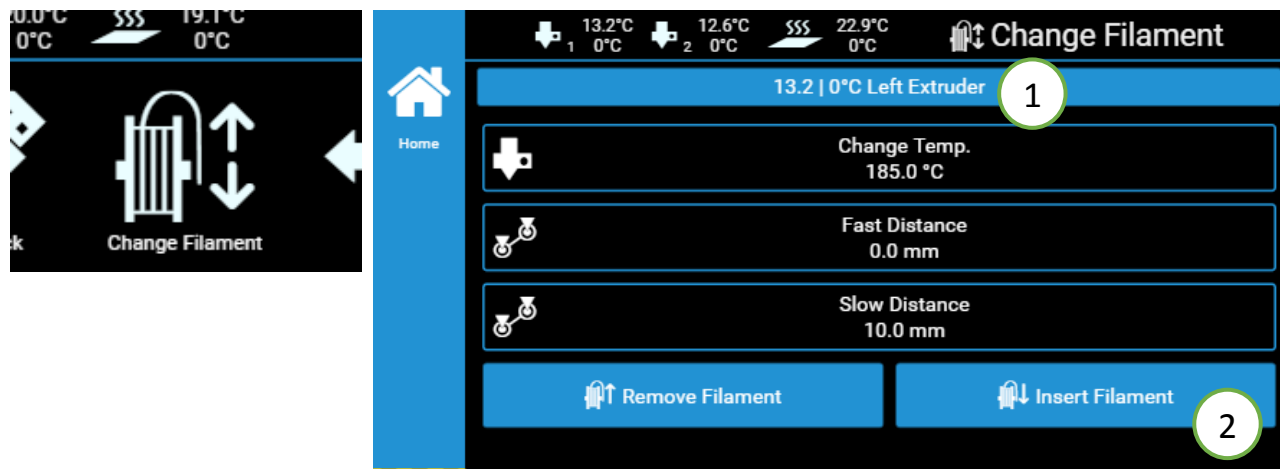 0°C
19.1°C
0°C
k
Change Filament
1
13.2°C
0°C
2
12.6°C
0°C
22.9°C
0°C
Change Filament
Home
13.2 | 0°C Left Extruder
1
Change Temp.
185.0 °C
Fast Distance
0.0 mm
Slow Distance
10.0 mm
Remove Filament
Insert Filament
2